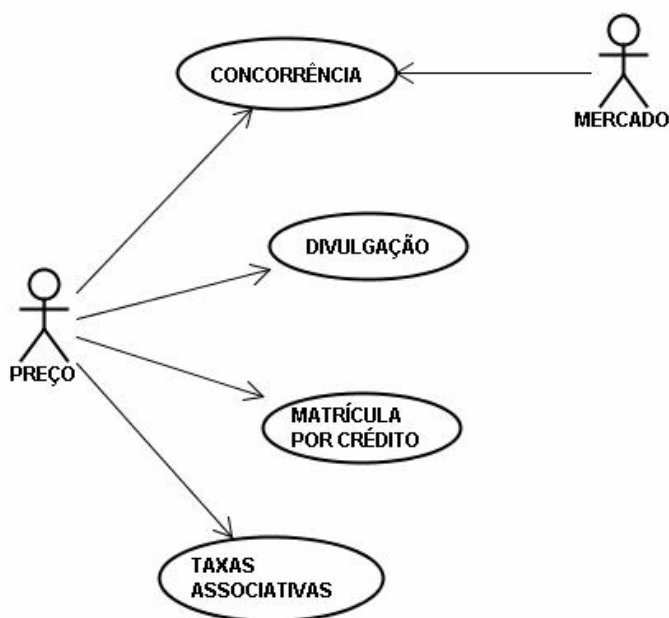 CONCORRÊNCIA
MERCADO
DIVULGAÇÃO
PREÇO
MATRÍCULA
POR CRÉDITO
TAXAS
ASSOCIATIVAS